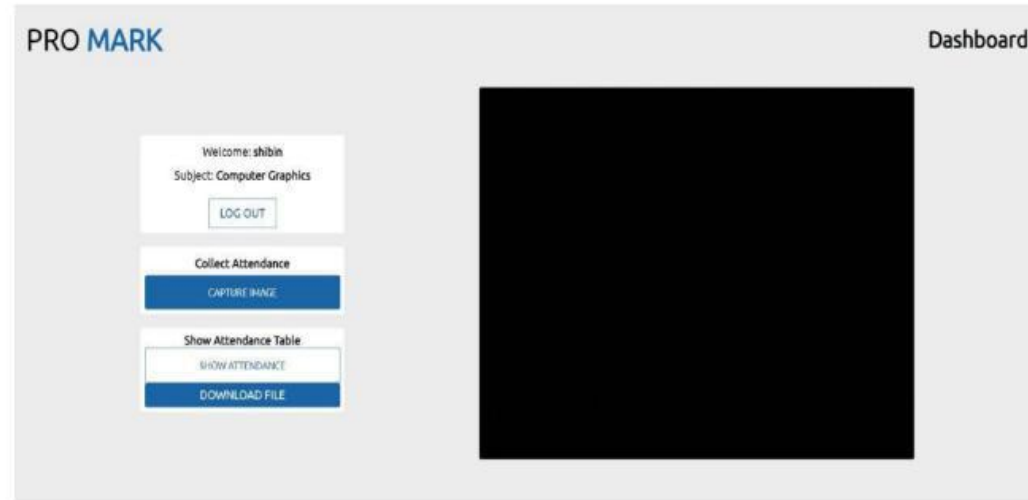 PRO MARK
Dashboard
Welcome: shibin
Subject: Computer Graphics
LOG OUT
Collect Attendance
CAPTURE IMAGE
Show Attendance Table
SHOW ATTENDANCE
DOWNLOAD FILE